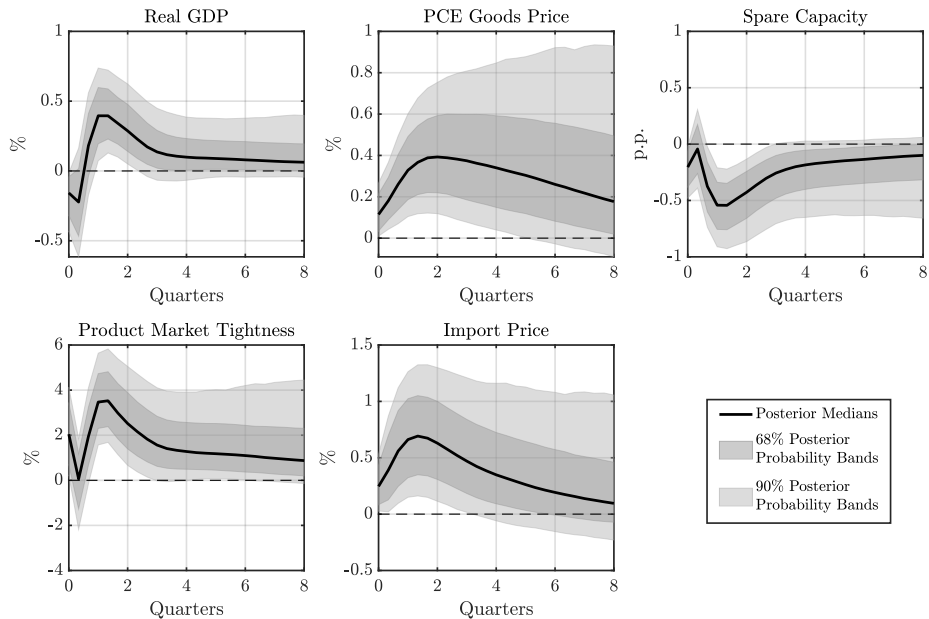 Real GDP
1
0.5
0
-0.5
%
0 2 4 6 8
Quarters
PCE Goods Price
1
0.8
0.6
0.4
0.2
0
%
0 2 4 6 8
Quarters
Spare Capacity
1
0.5
0
-0.5
-1
p.p.
0 2 4 6 8
Quarters
Product Market Tightness
6
4
2
0
-2
-4
%
0 2 4 6 8
Quarters
Import Price
1.5
1
0.5
0
0.5
%
0 2 4 6 8
Quarters
Posterior Medians
68% Posterior
Probability Bands
90% Posterior
Probability Bands